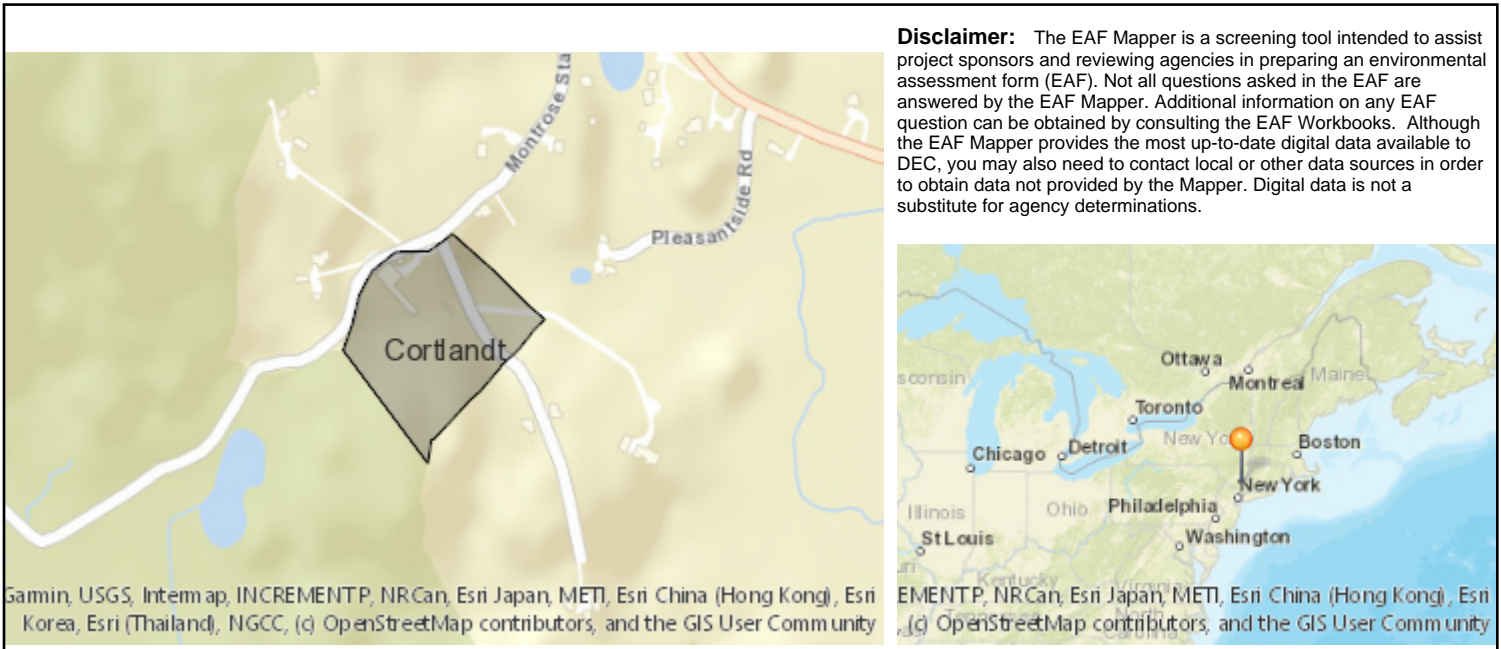 Disclaimer: The EAF Mapper is a screening tool intended to assist
project sponsors and reviewing agencies in preparing an environmental
assessment form (EAF). Not all questions asked in the EAF are
answered by the EAF Mapper. Additional information on any EAF
question can be obtained by consulting the EAF Workbooks. Although
the EAF Mapper provides the most up-to-date digital data available to
DEC, you may also need to contact local or other data sources in order
to obtain data not provided by the Mapper. Digital data is not a
substitute for agency determinations.
Montrose Sta
Pleasantside Rd
Cortlandt
Garmin, USGS, Intermap, INCREMENT P, NRCan, Esri Japan, METI, Esri China (Hong Kong), Esri
Korea, Esri (Thailand), NGCC, (c) OpenStreetMap contributors, and the GIS User Community
Ottawa
Montreal
Maine
sconsin
Toronto
New Yo
Boston
Chicago
Detroit
New York
Illinois
Ohio
Philadelphia
St Louis
Washington
Kentucky
Virginia
North
Carolina
EMENT P, NRCan, Esri Japan, METI, Esri China (Hong Kong), Esri
, (c) OpenStreetMap contributors, and the GIS User Community